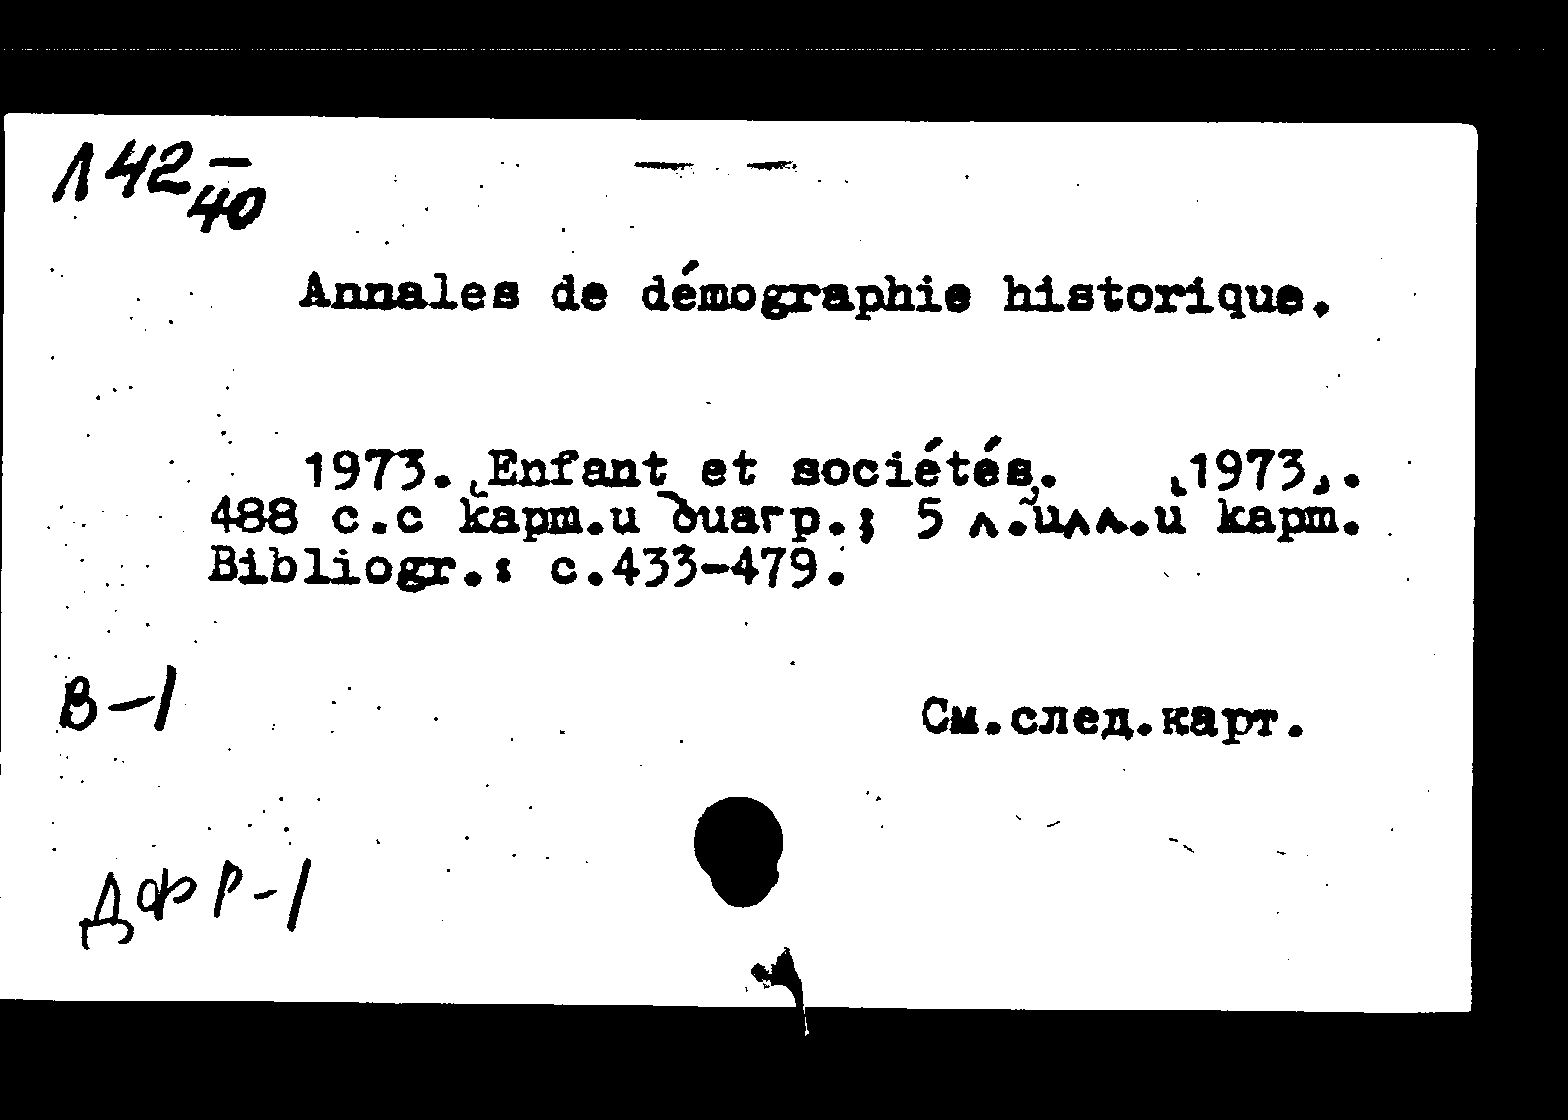 Л42–
40
Annales de démographie historique.
1973. Enfant et sociétés. [1973].
488 с.с карт.и диагр.; 5 л.илл.и карт.
Bibliogr.: с.433-479.
В-1
См.след.карт.
ДФР-1